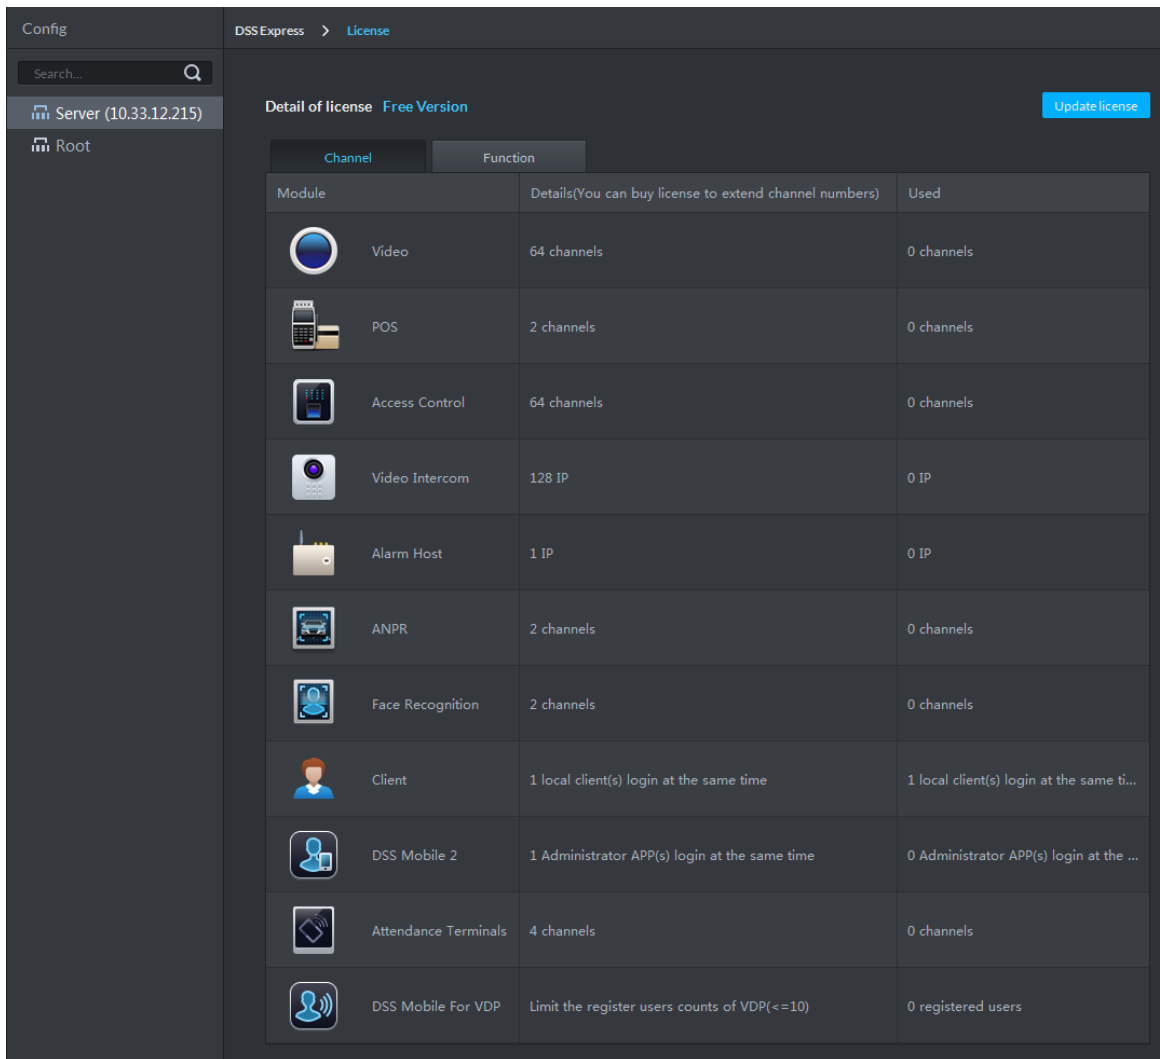 Config
DSS Express > License
Search...
Server (10.33.12.215)
Root
Detail of license Free Version
Update license
Channel Function
Module Details(You can buy license to extend channel numbers) Used
Video 64 channels 0 channels
POS 2 channels 0 channels
Access Control 64 channels 0 channels
Video Intercom 128 IP 0 IP
Alarm Host 1 IP 0 IP
ANPR 2 channels 0 channels
Face Recognition 2 channels 0 channels
Client 1 local client(s) login at the same time 1 local client(s) login at the same ti...
DSS Mobile 2 1 Administrator APP(s) login at the same time 0 Administrator APP(s) login at the ...
Attendance Terminals 4 channels 0 channels
DSS Mobile For VDP Limit the register users counts of VDP(<=10) 0 registered users